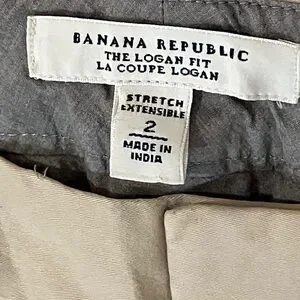 BANANA REPUBLIC
THE LOGAN FIT
LA COUPE LOGAN
STRETCH
EXTENSIBLE
2
MADE IN
INDIA